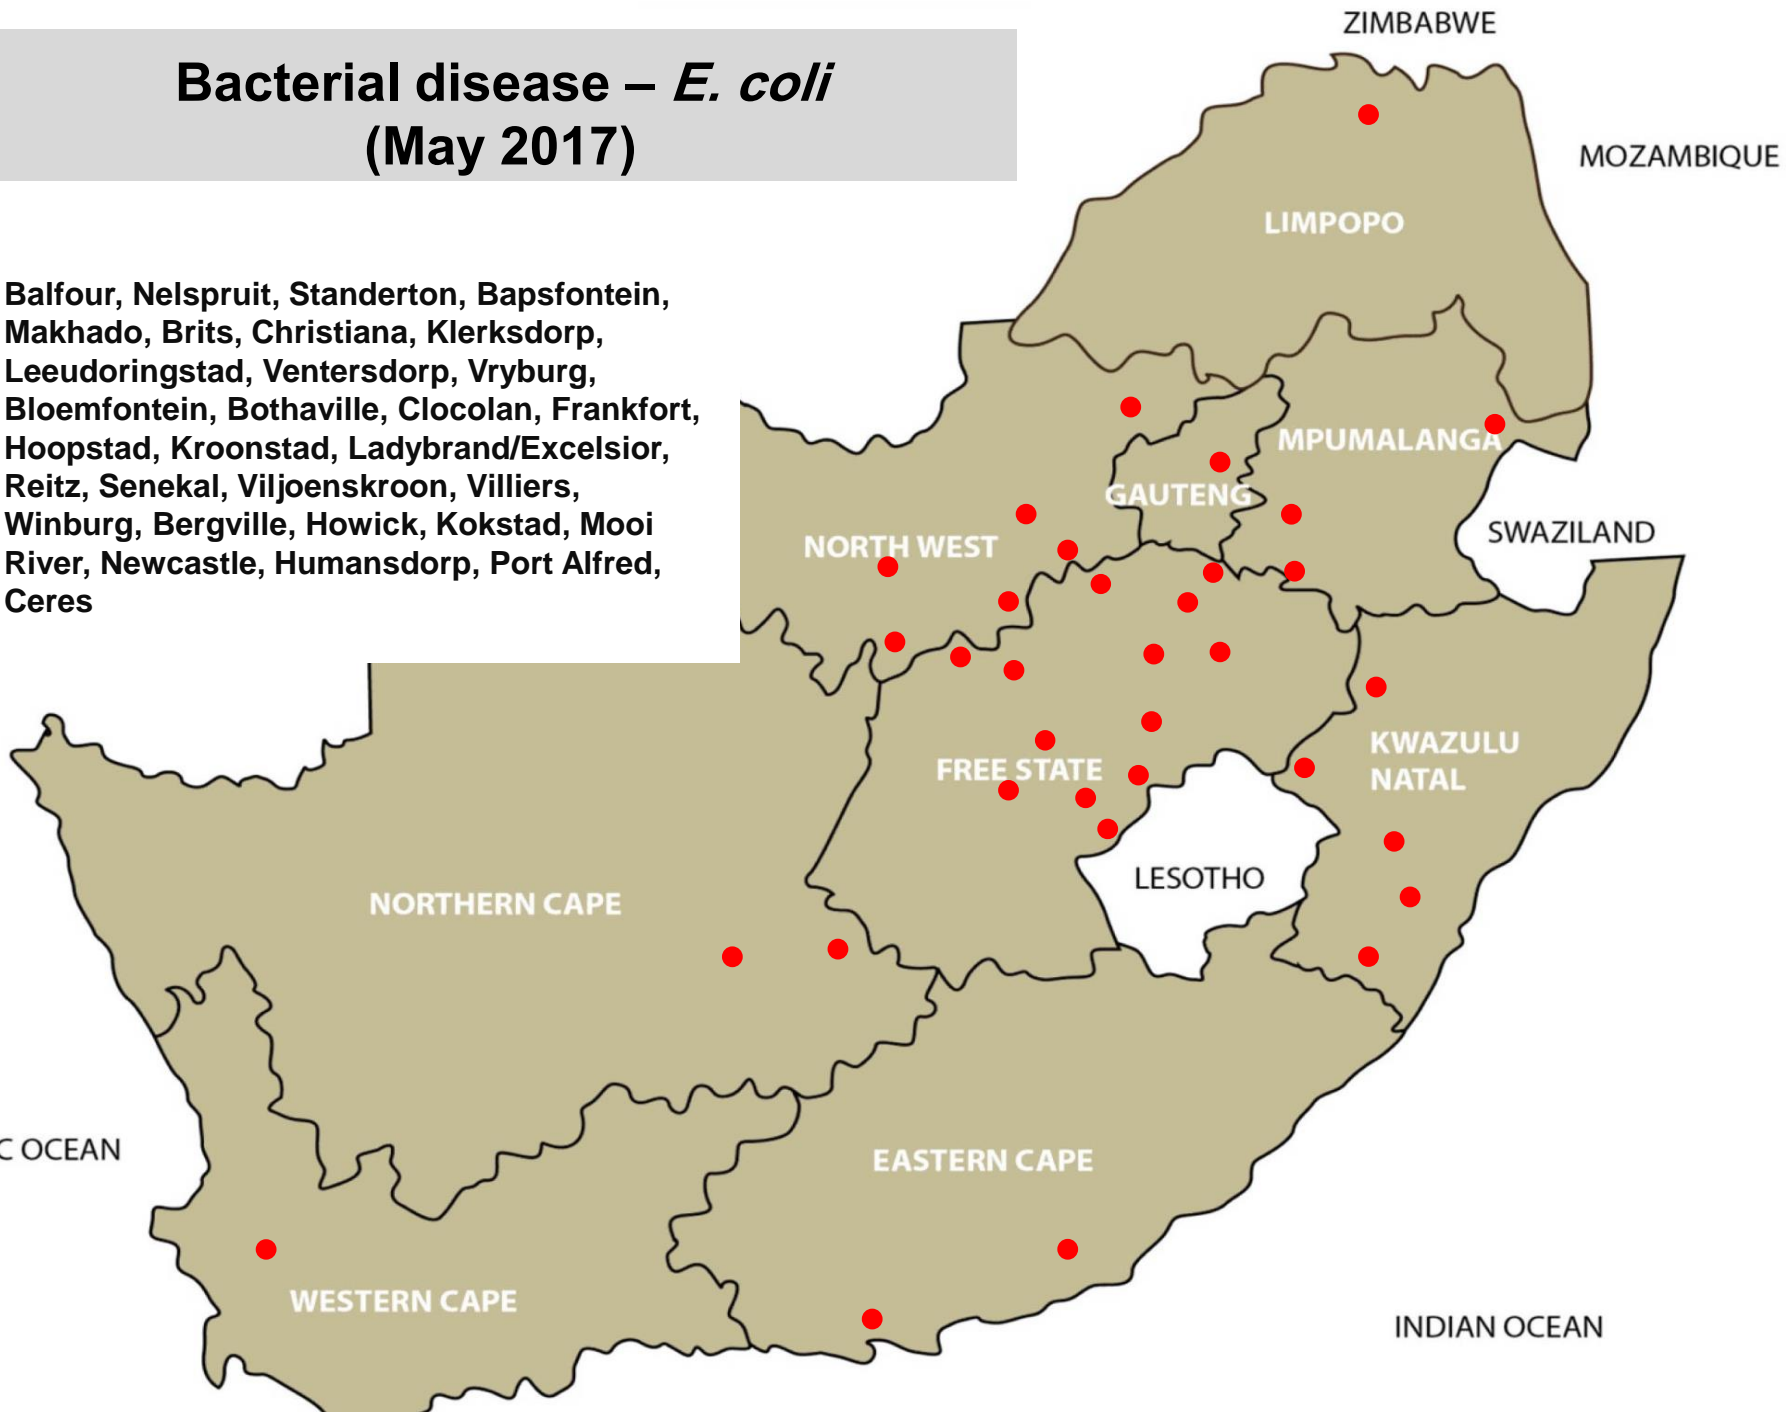 ZIMBABWE
Bacterial disease – E. coli
(May 2017)
MOZAMBIQUE
LIMPOPO
Balfour, Nelspruit, Standerton, Bapsfontein,
Makhado, Brits, Christiana, Klerksdorp,
Leeudoringstad, Ventersdorp, Vryburg,
Bloemfontein, Bothaville, Clocolan, Frankfort,
Hoopstad, Kroonstad, Ladybrand/Excelsior,
Reitz, Senekal, Viljoenskroon, Villiers,
Winburg, Bergville, Howick, Kokstad, Mooi
River, Newcastle, Humansdorp, Port Alfred,
Ceres
MPUMALANGA
GAUTENG
SWAZILAND
NORTH WEST
KWAZULU
NATAL
FREE STATE
LESOTHO
NORTHERN CAPE
C OCEAN
EASTERN CAPE
WESTERN CAPE
INDIAN OCEAN